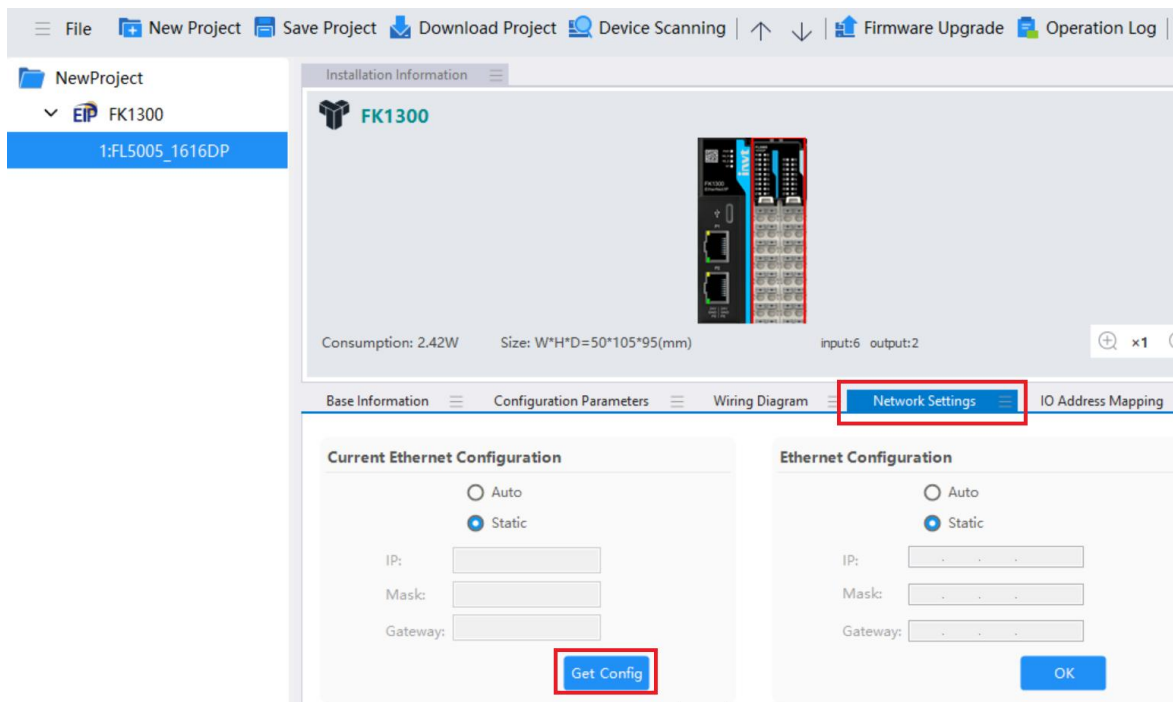 File New Project Save Project Download Project Device Scanning Firmware Upgrade Operation Log
NewProject
EIP FK1300
1:FL5005_1616DP
Installation Information
FK1300
invt
FK1300
Consumption: 2.42W Size: W*H*D=50*105*95(mm) input:6 output:2 ×1
Base Information Configuration Parameters Wiring Diagram Network Settings IO Address Mapping
Current Ethernet Configuration
Auto
Static
IP:
Mask:
Gateway:
Get Config
Ethernet Configuration
Auto
Static
IP:
Mask:
Gateway:
OK